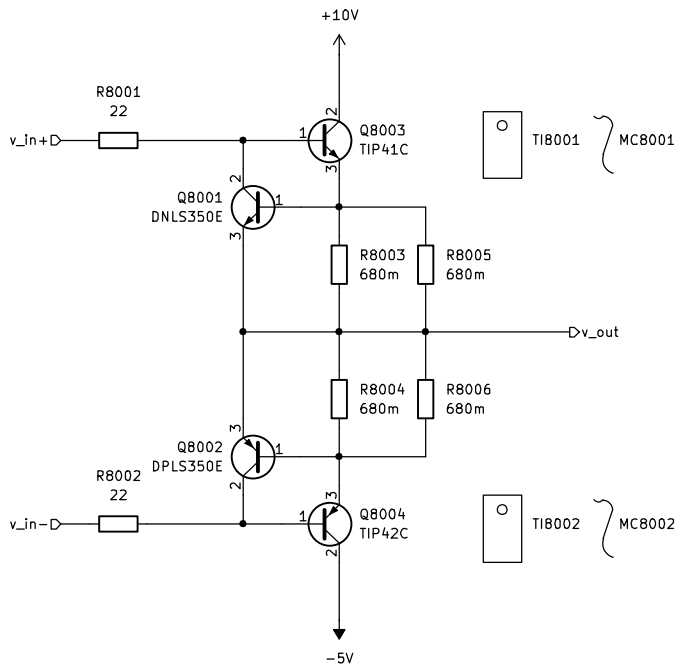 +10V
R8001
22
v_in+
1
2
3
Q8003
TIP41C
TI8001
MC8001
Q8001
DNLS350E
2
1
3
R8003
680m
R8005
680m
v_out
R8004
680m
R8006
680m
Q8002
DPLS350E
3
1
2
R8002
22
v_in-
1
3
2
Q8004
TIP42C
TI8002
MC8002
-5V